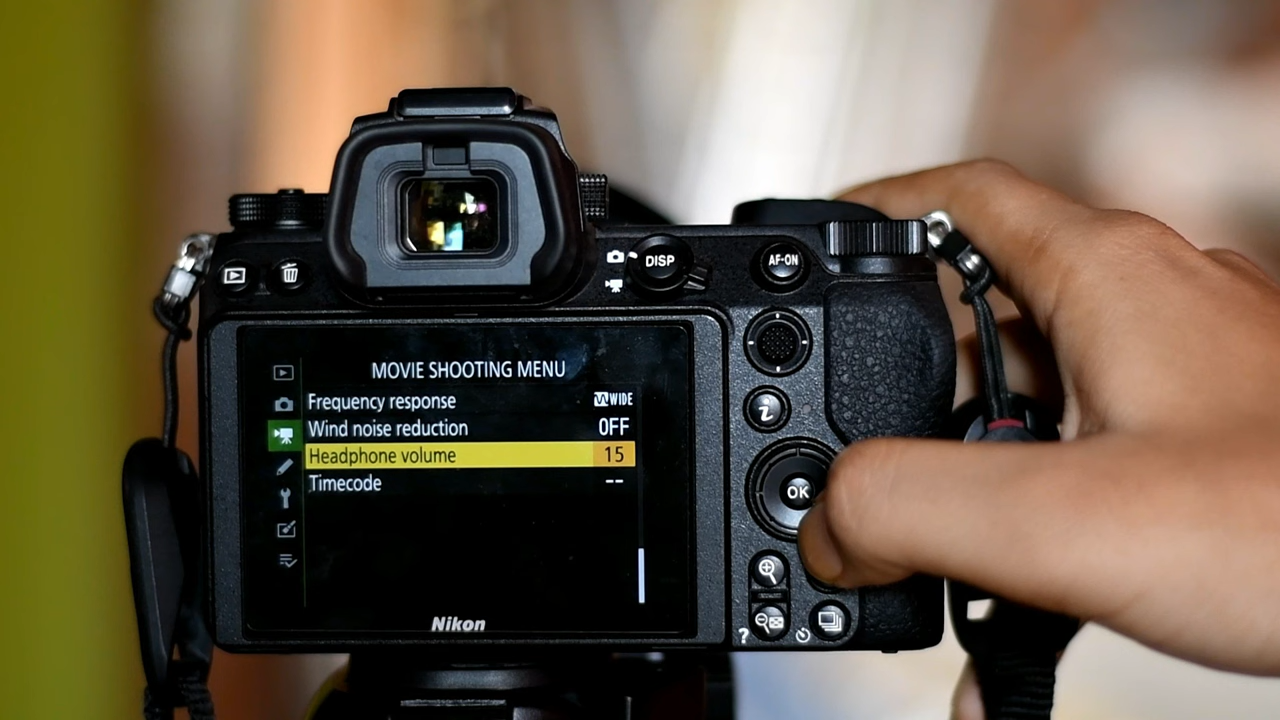 DISP
AF-ON
MOVIE SHOOTING MENU
Frequency response WIDE
Wind noise reduction OFF
Headphone volume 15
Timecode --
i
OK
Nikon
?